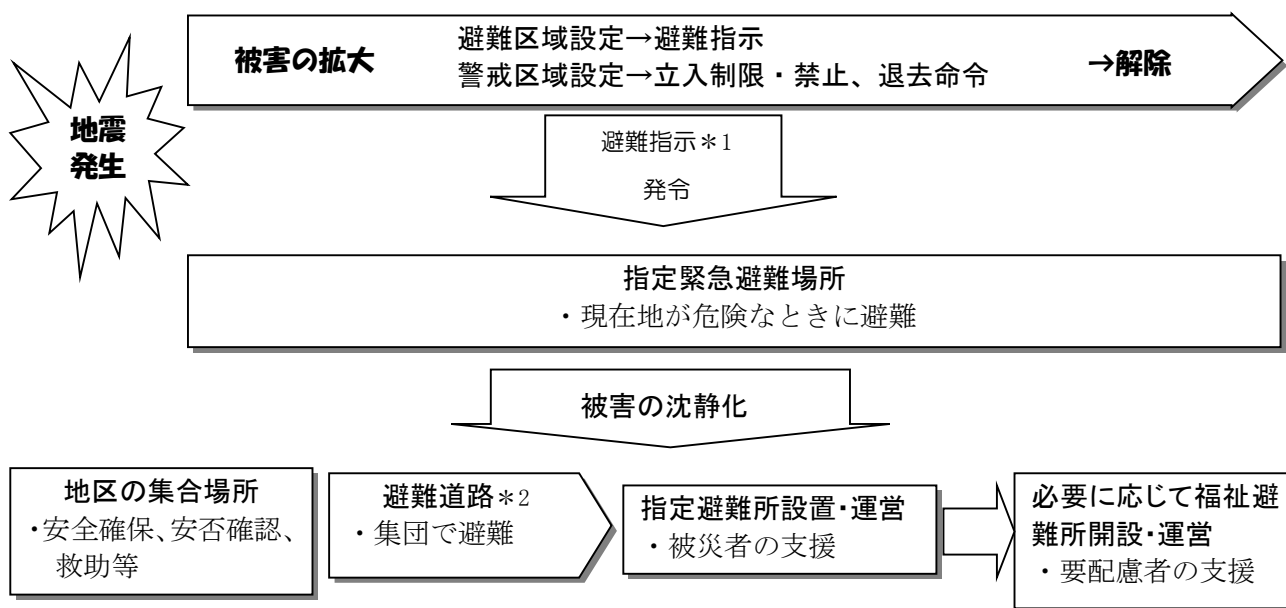 地震
発生
被害の拡大
避難区域設定→避難指示
警戒区域設定→立入制限・禁止、退去命令
→解除
避難指示＊1
発令
指定緊急避難場所
・現在地が危険なときに避難
被害の沈静化
地区の集合場所
・安全確保、安否確認、
救助等
避難道路＊2
・集団で避難
指定避難所設置・運営
・被災者の支援
必要に応じて福祉避
難所開設・運営
・要配慮者の支援